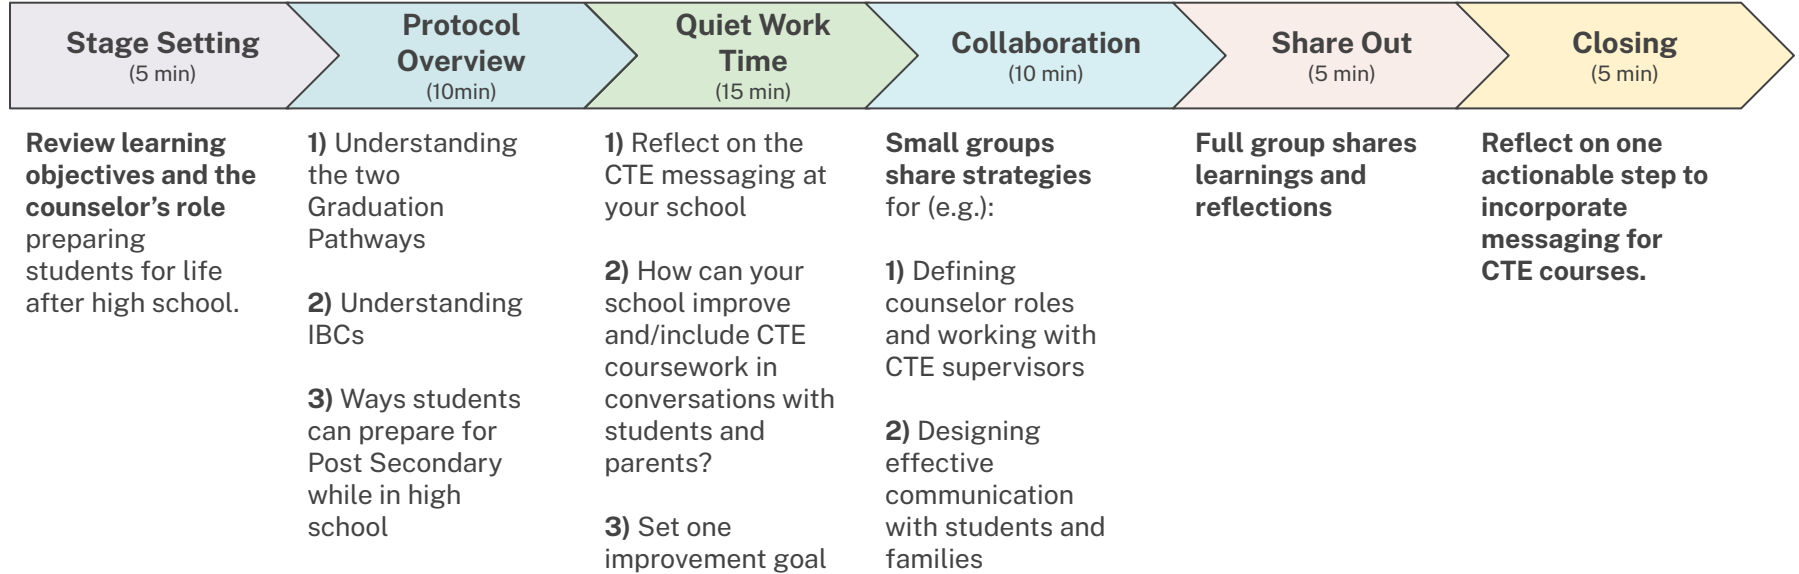 Stage Setting
(5 min)
Protocol
Overview
(10min)
Quiet Work
Time
(15 min)
Collaboration
(10 min)
Share Out
(5 min)
Closing
(5 min)
Review learning
objectives and the
counselor’s role
preparing
students for life
after high school.
1) Understanding
the two
Graduation
Pathways
2) Understanding
IBCs
3) Ways students
can prepare for
Post Secondary
while in high
school
1) Reflect on the
CTE messaging at
your school
2) How can your
school improve
and/include CTE
coursework in
conversations with
students and
parents?
3) Set one
improvement goal
Small groups
share strategies
for (e.g.):
1) Defining
counselor roles
and working with
CTE supervisors
2) Designing
effective
communication
with students and
families
Full group shares
learnings and
reflections
Reflect on one
actionable step to
incorporate
messaging for
CTE courses.